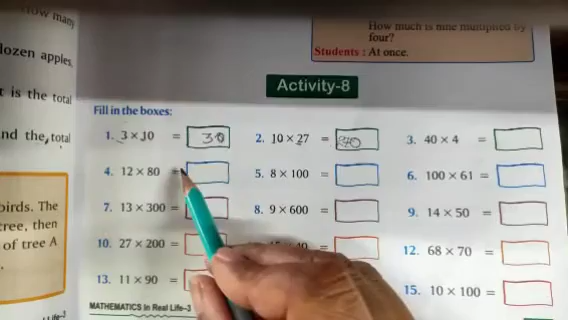 How many
dozen apples.
t is the total
nd the total
birds. The
tree, then
of tree A
How much is nine multiplied by
four?
Students : At once.
Activity-8
Fill in the boxes:
1. 3 × 10 = 30
2. 10 × 27 =
3. 40 × 4 =
4. 12 × 80 =
5. 8 × 100 =
6. 100 × 61 =
7. 13 × 300 =
8. 9 × 600 =
9. 14 × 50 =
10. 27 × 200 =
12. 68 × 70 =
13. 11 × 90 =
15. 10 × 100 =
MATHEMATICS in Real Life-3